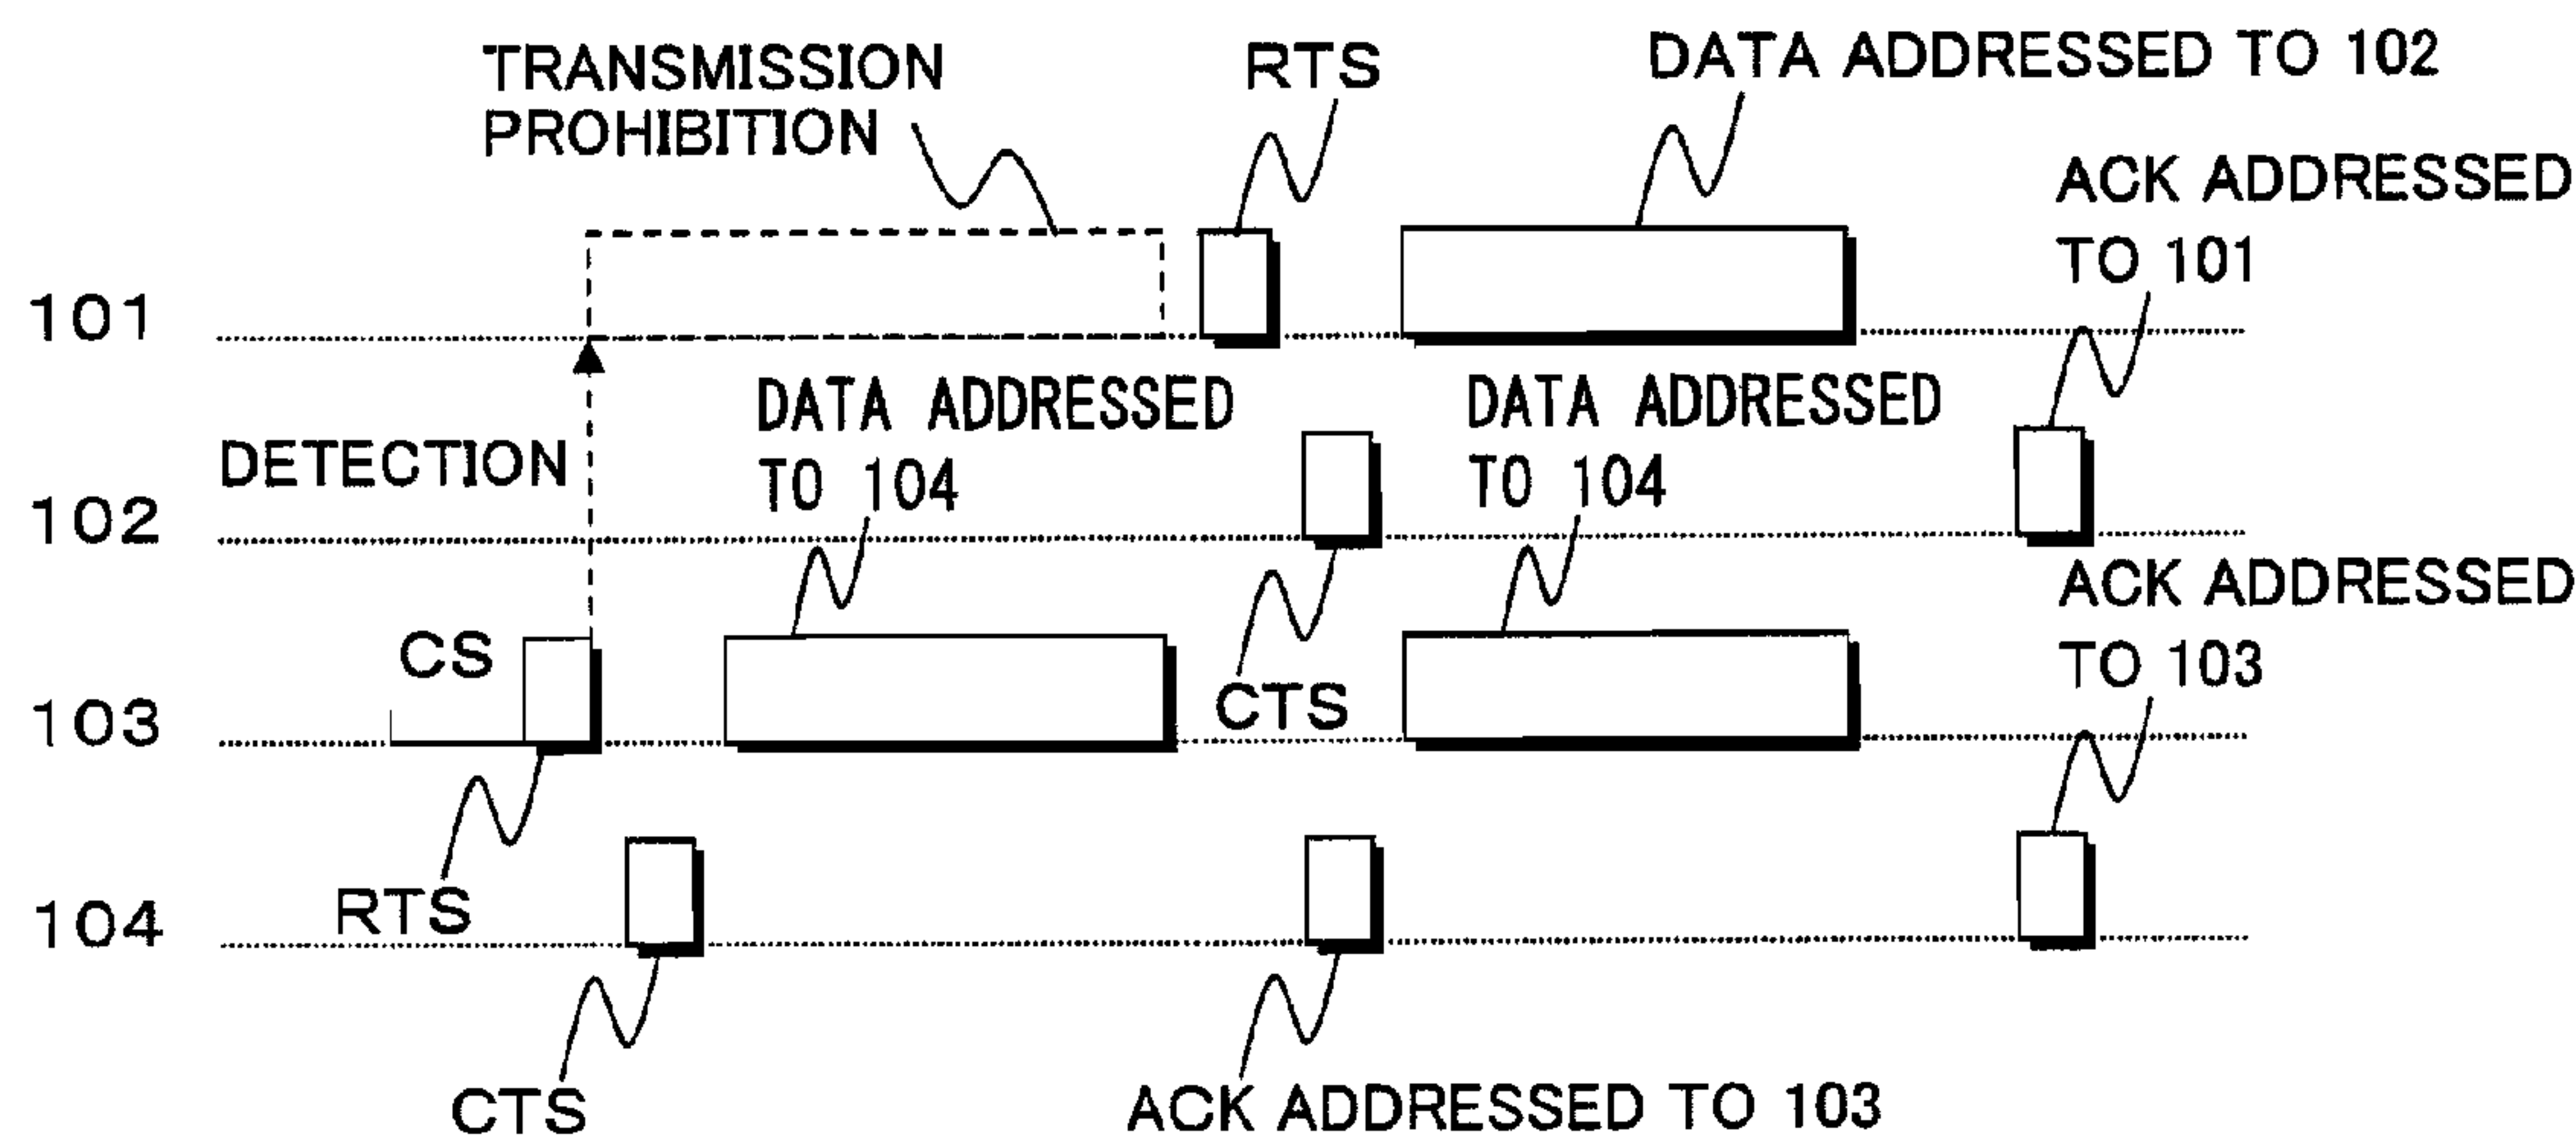 TRANSMISSION
PROHIBITION
RTS
DATA ADDRESSED TO 102
ACK ADDRESSED
TO 101
101
DATA ADDRESSED
TO 104
DATA ADDRESSED
TO 104
DETECTION
102
ACK ADDRESSED
TO 103
CS
CTS
103
RTS
104
CTS
ACK ADDRESSED TO 103